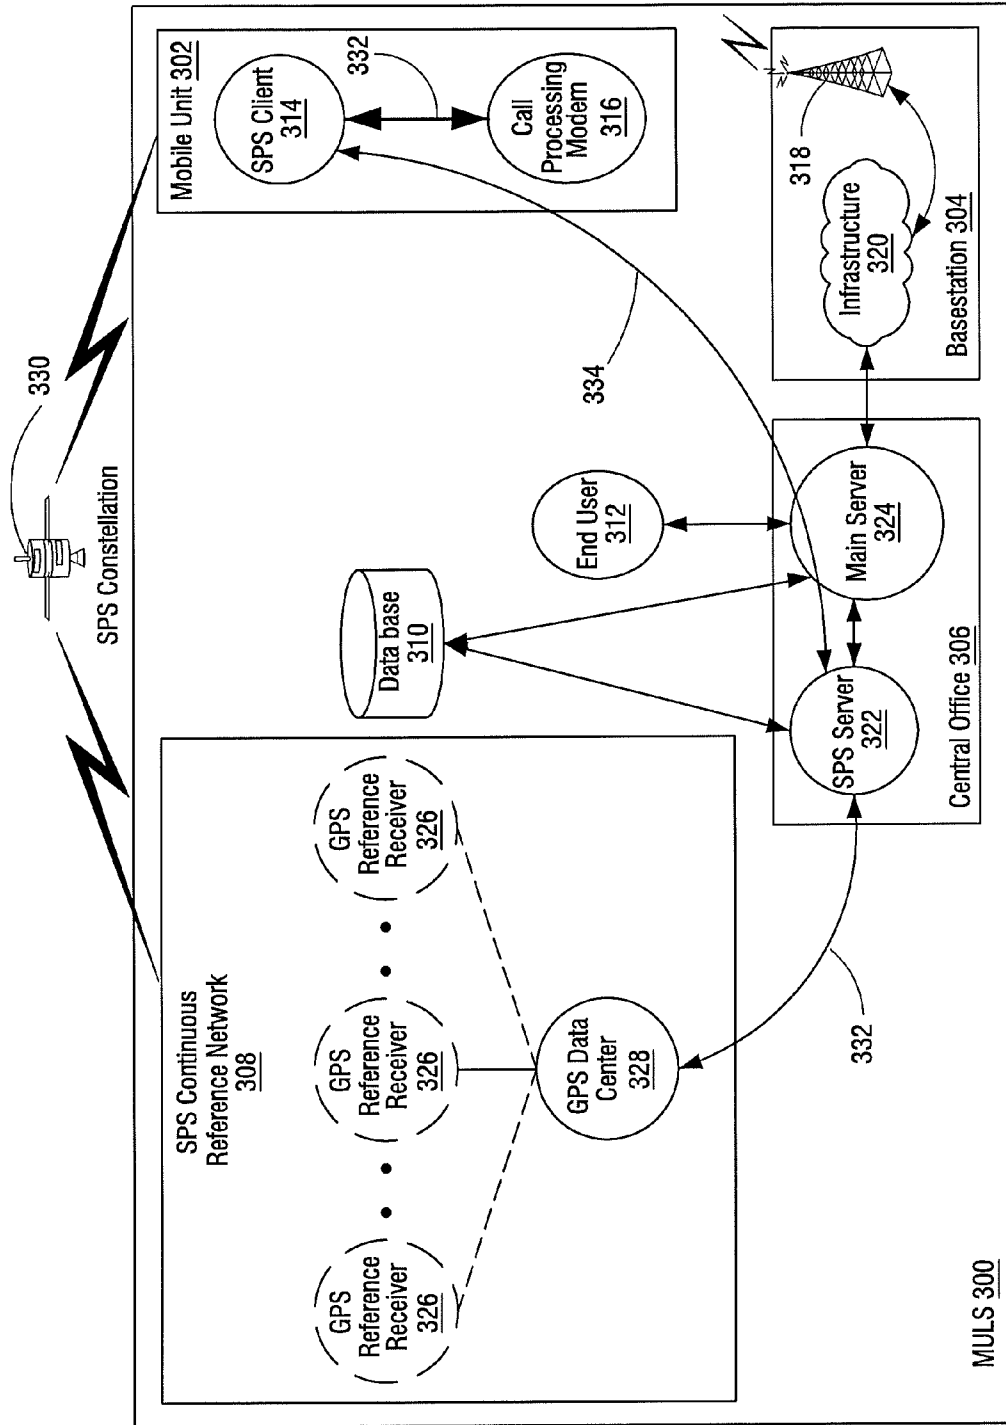 330
SPS Constellation
SPS Continuous
Reference Network
308
GPS
Reference
Receiver
326
GPS
Reference
Receiver
326
GPS
Reference
Receiver
326
GPS Data
Center
328
332
Data base
310
End User
312
334
Mobile Unit 302
SPS Client
314
332
Call
Processing
Modem
316
SPS Server
322
Main Server
324
Central Office 306
318
Infrastructure
320
Basestation 304
MULS 300